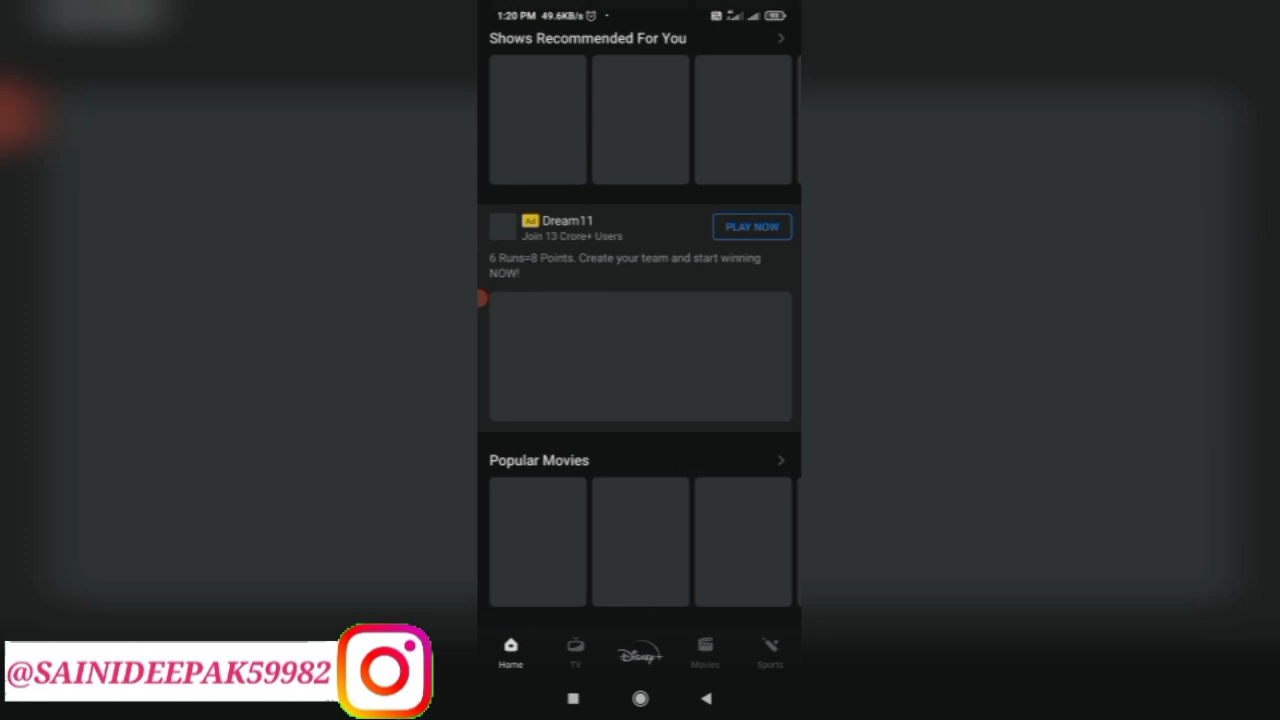 1:20 PM 49.6KB/s
Shows Recommended For You
Ad Dream11
Join 13 Crore+ Users
PLAY NOW
6 Runs=8 Points. Create your team and start winning
NOW!
Popular Movies
Home
TV
Disney+
Movies
Sports
@SAINIDEEPAK59982